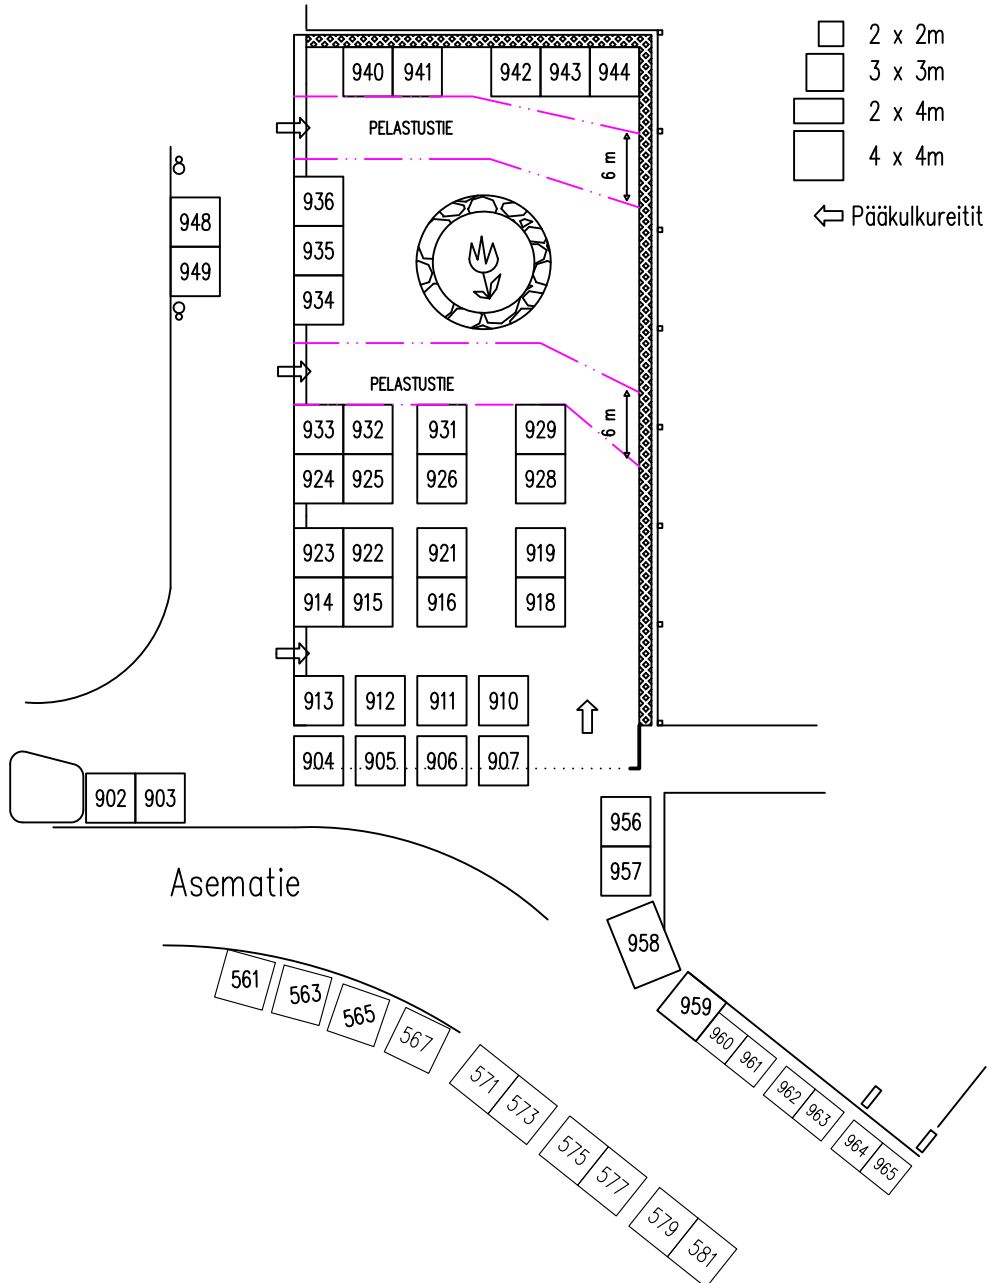 2 x 2m
3 x 3m
2 x 4m
4 x 4m
Pääkulkureitit
940 941 942 943 944
PELASTUSTIE
6 m
936
948
935
949
934
PELASTUSTIE
6 m
933 932 931 929
924 925 926 928
923 922 921 919
914 915 916 918
913 912 911 910
904 905 906 907
902 903
956
957
Asematie
958
561
563
565
567
959
960
961
962
963
964
965
571
573
575
577
579
581